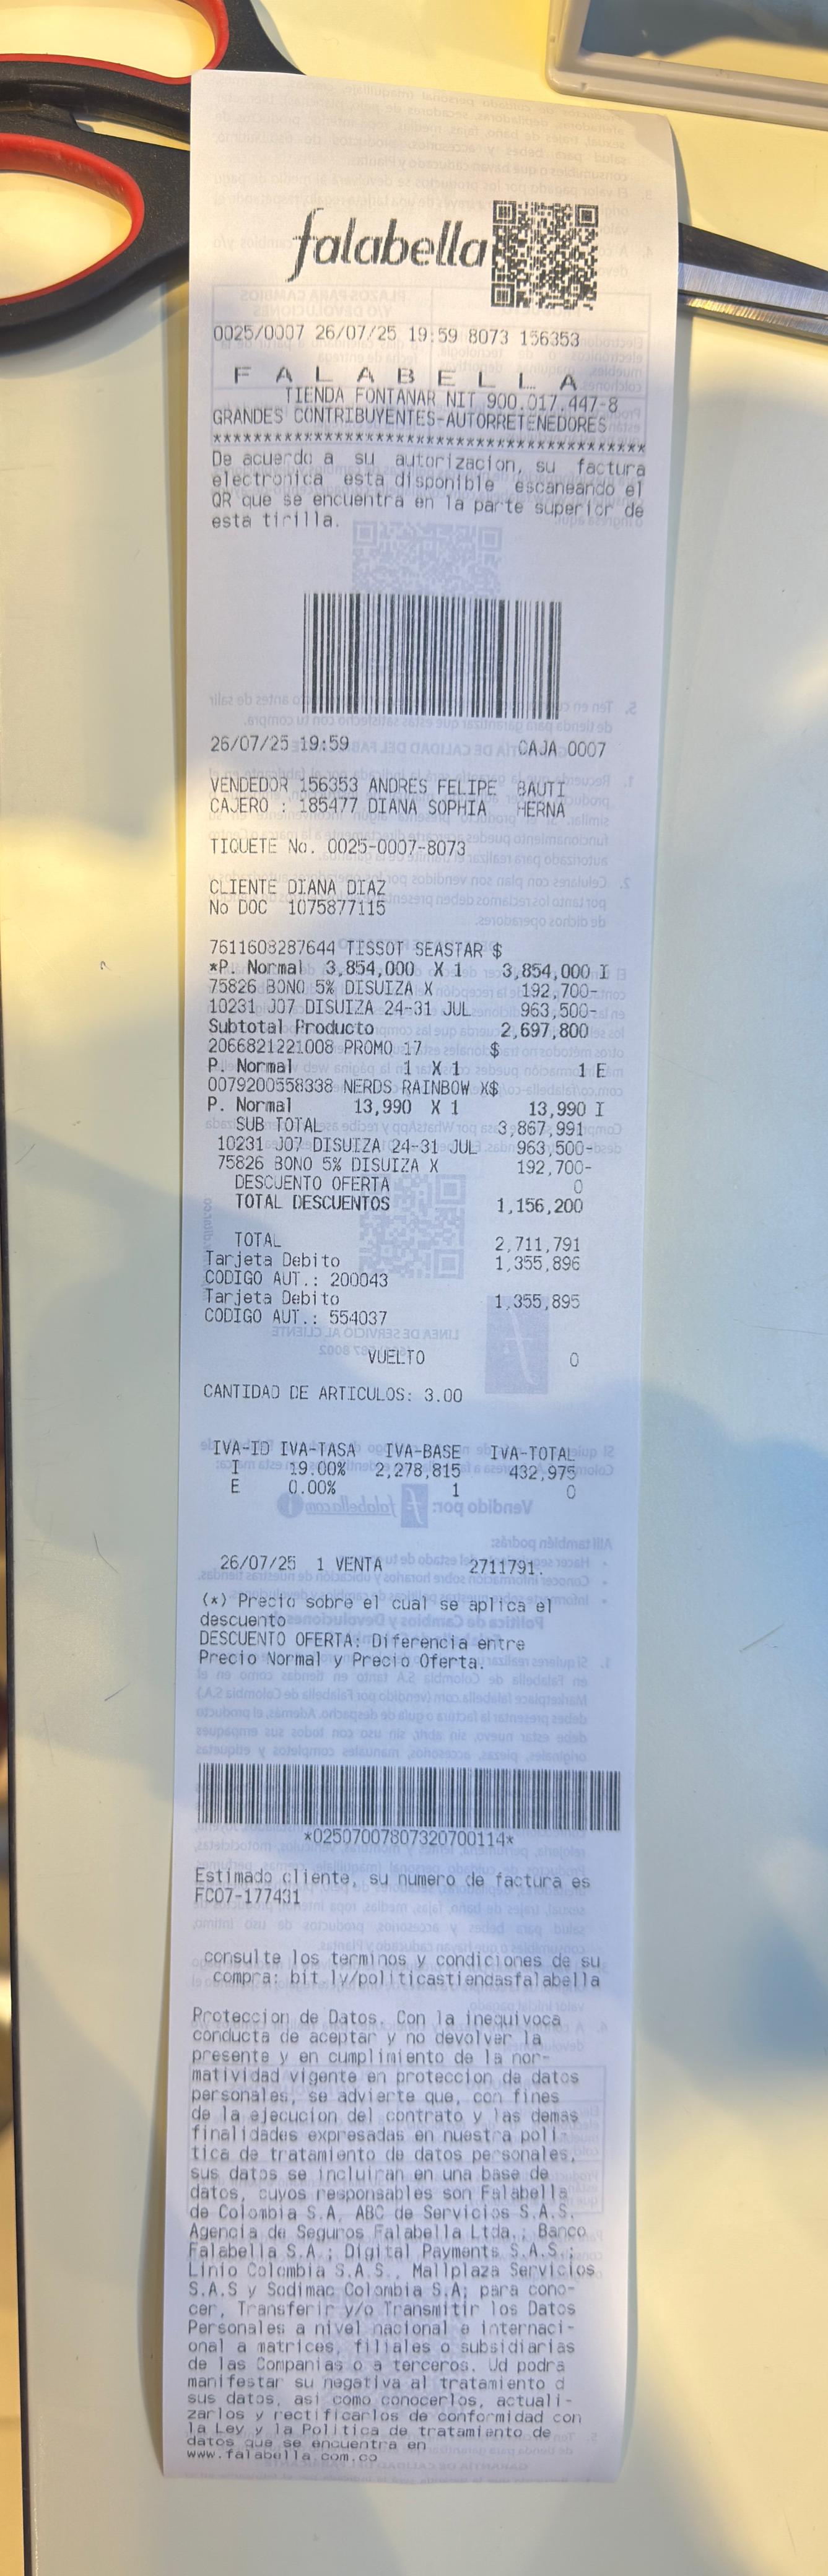 falabella
0025/0007 26/07/25 19:59 8073 156353
F A L A B E L L A
TIENDA FONTANAR NIT 900.017.447-8
GRANDES CONTRIBUYENTES-AUTORRETENEDORES
******************************************
De acuerdo a su autorizacion, su factura
electronica esta disponible escaneando el
QR que se encuentra en la parte superior de
esta tirilla.
26/07/25 19:59 CAJA 0007
VENDEDOR 156353 ANDRES FELIPE BAUTI
CAJERO : 185477 DIANA SOPHIA HERNA
TIQUETE No. 0025-0007-8073
CLIENTE DIANA DIAZ
No DOC 1075877115
7611608287644 TISSOT SEASTAR $
*P. Normal 3,854,000 X 1 3,854,000 I
75826 BONO 5% DISUIZA X 192,700-
10231 J07 DISUIZA 24-31 JUL 963,500-
Subtotal Producto 2,697,800
2066821221008 PROMO 17 $
P. Normal 1 X 1 1 E
0079200558338 NERDS RAINBOW X$
P. Normal 13,990 X 1 13,990 I
SUB TOTAL 3,867,991
10231 J07 DISUIZA 24-31 JUL 963,500-
75826 BONO 5% DISUIZA X 192,700-
DESCUENTO OFERTA 0
TOTAL DESCUENTOS 1,156,200
TOTAL 2,711,791
Tarjeta Debito 1,355,896
CODIGO AUT.: 200043
Tarjeta Debito 1,355,895
CODIGO AUT.: 554037
VUELTO 0
CANTIDAD DE ARTICULOS: 3.00
IVA-ID IVA-TASA IVA-BASE IVA-TOTAL
I 19.00% 2,278,815 432,975
E 0.00% 1 0
26/07/25 1 VENTA 2711791.
(*) Precio sobre el cual se aplica el
descuento
DESCUENTO OFERTA: Diferencia entre
Precio Normal y Precio Oferta.
*02507007807320700114*
Estimado cliente, su numero de factura es
FC07-177431
consulte los terminos y condiciones de su
compra: bit ly/politicastiendasfalabella
Proteccion de Datos. Con la inequivoca
conducta de aceptar y no devolver la
presente y en cumplimiento de la nor-
matividad vigente en proteccion de datos
personales, se advierte que, con fines
de la ejecucion del contrato y las demas
finalidades expresadas en nuestra poli-
tica de tratamiento de datos personales,
sus datos se incluiran en una base de
datos, cuyos responsables son Falabella
de Colombia S.A, ABC de Servicios S.A.S,
Agencia de Seguros Falabella Ltda.; Banco
Falabella S.A.; Digital Payments S.A.S.;
Linio Colombia S.A.S., Mallplaza Servicios
S.A.S y Sodimac Colombia S.A; para cono-
cer, Transferir y/o Transmitir los Datos
Personales a nivel nacional e internaci-
onal a matrices, filiales o subsidiarias
de las Companias o a terceros. Ud podra
manifestar su negativa al tratamiento d
sus datos, asi como conocerlos, actuali-
zarlos y rectificarlos de conformidad con
la Ley y la Politica de tratamiento de
datos que se encuentra en
www.falabella.com.co